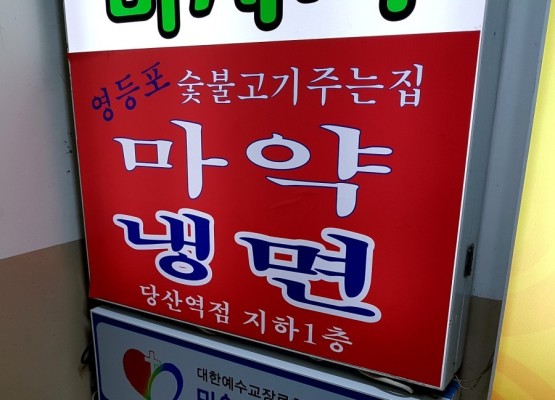 영등포 숯불고기주는집
마약
냉면
당산역점 지하1층
대한예수교장로